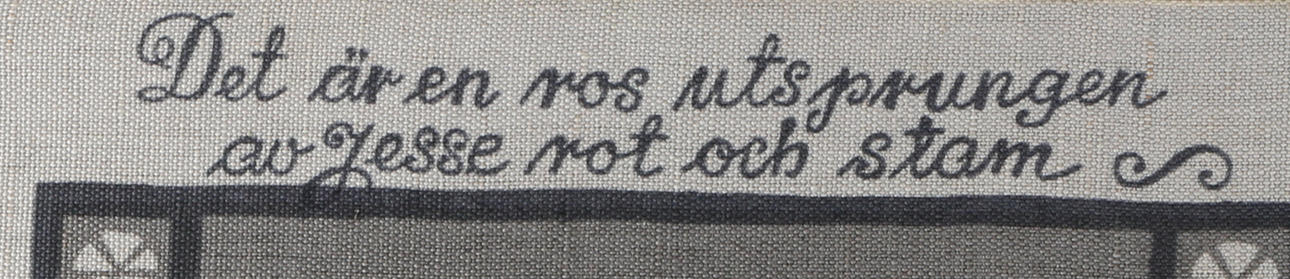 Det är en ros utsprungen
av Jesse rot och stam